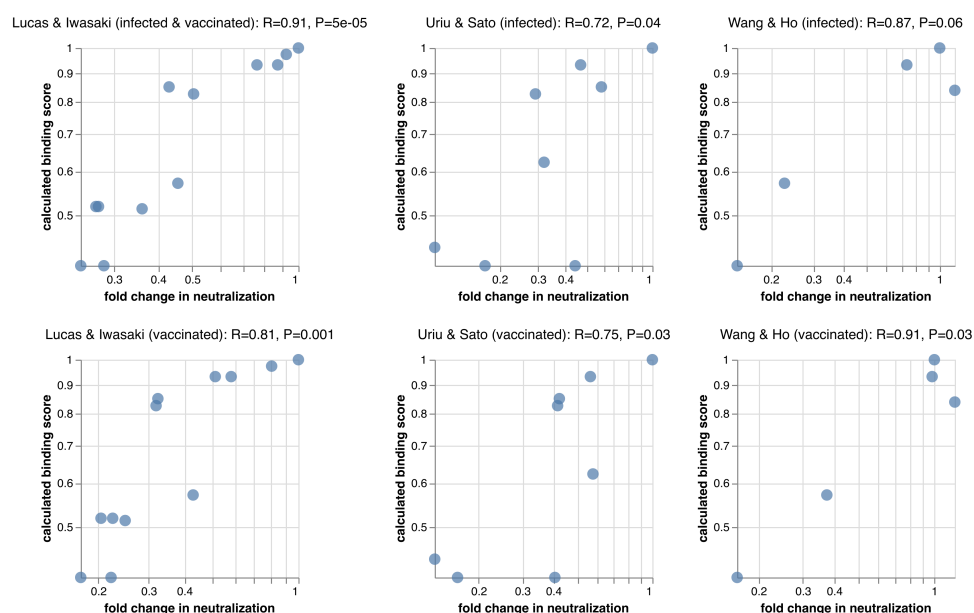 Lucas & Iwasaki (infected & vaccinated): R=0.91, P=5e-05
1
0.9
0.8
0.7
0.6
0.5
calculated binding score
0.3 0.4 0.5 1
fold change in neutralization
Uriu & Sato (infected): R=0.72, P=0.04
1
0.9
0.8
0.7
0.6
0.5
calculated binding score
0.2 0.3 0.4 1
fold change in neutralization
Wang & Ho (infected): R=0.87, P=0.06
1
0.9
0.8
0.7
0.6
0.5
calculated binding score
0.2 0.3 0.4 1
fold change in neutralization
Lucas & Iwasaki (vaccinated): R=0.81, P=0.001
1
0.9
0.8
0.7
0.6
0.5
calculated binding score
0.2 0.3 0.4 1
fold change in neutralization
Uriu & Sato (vaccinated): R=0.75, P=0.03
1
0.9
0.8
0.7
0.6
0.5
calculated binding score
0.2 0.3 0.4 1
fold change in neutralization
Wang & Ho (vaccinated): R=0.91, P=0.03
1
0.9
0.8
0.7
0.6
0.5
calculated binding score
0.2 0.3 0.4 1
fold change in neutralization